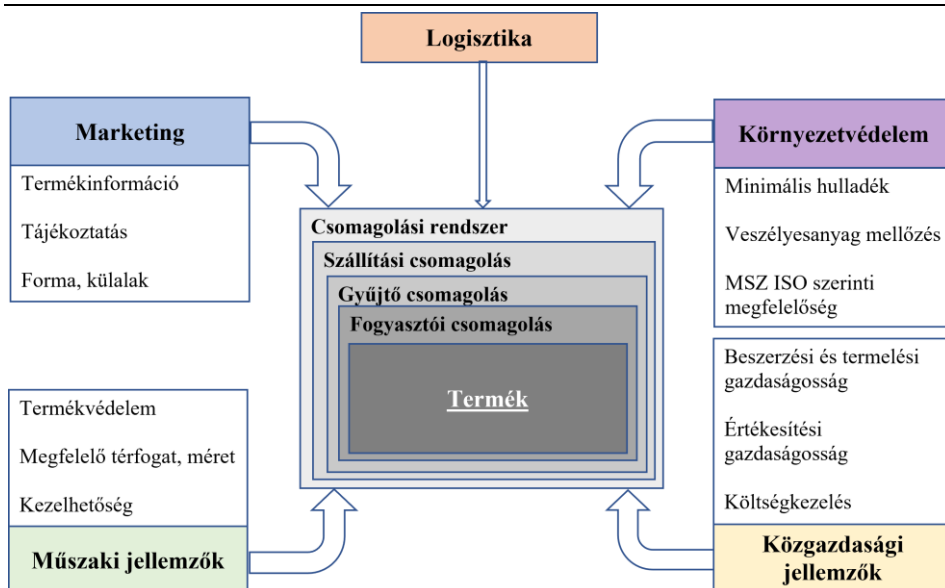 Logisztika
Marketing
Termékinformáció
Tájékoztatás
Forma, külalak
Környezetvédelem
Minimális hulladék
Veszélyesanyag mellőzés
MSZ ISO szerinti
megfelelőség
Csomagolási rendszer
Szállítási csomagolás
Gyűjtő csomagolás
Fogyasztói csomagolás
Termék
Termékvédelem
Megfelelő térfogat, méret
Kezelhetőség
Műszaki jellemzők
Beszerzési és termelési
gazdaságosság
Értékesítési
gazdaságosság
Költségkezelés
Közgazdasági
jellemzők